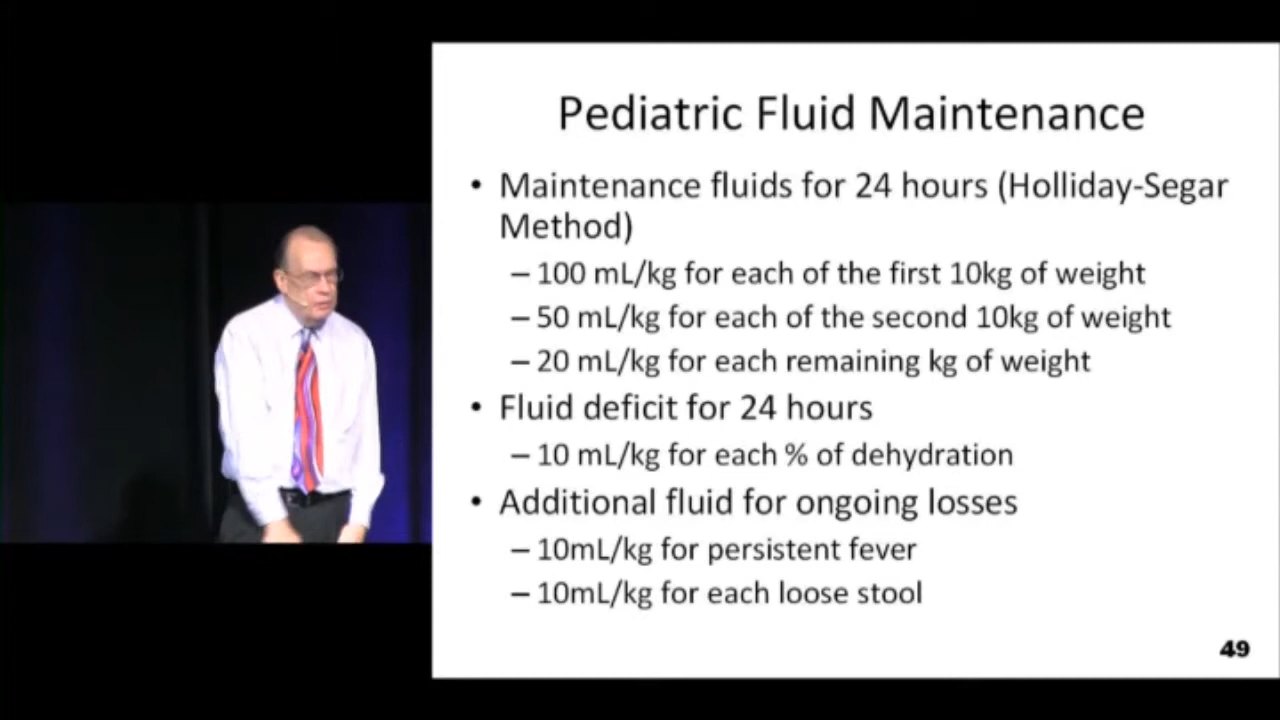 Pediatric Fluid Maintenance
• Maintenance fluids for 24 hours (Holliday-Segar
Method)
– 100 mL/kg for each of the first 10kg of weight
– 50 mL/kg for each of the second 10kg of weight
– 20 mL/kg for each remaining kg of weight
• Fluid deficit for 24 hours
– 10 mL/kg for each % of dehydration
• Additional fluid for ongoing losses
– 10mL/kg for persistent fever
– 10mL/kg for each loose stool
49